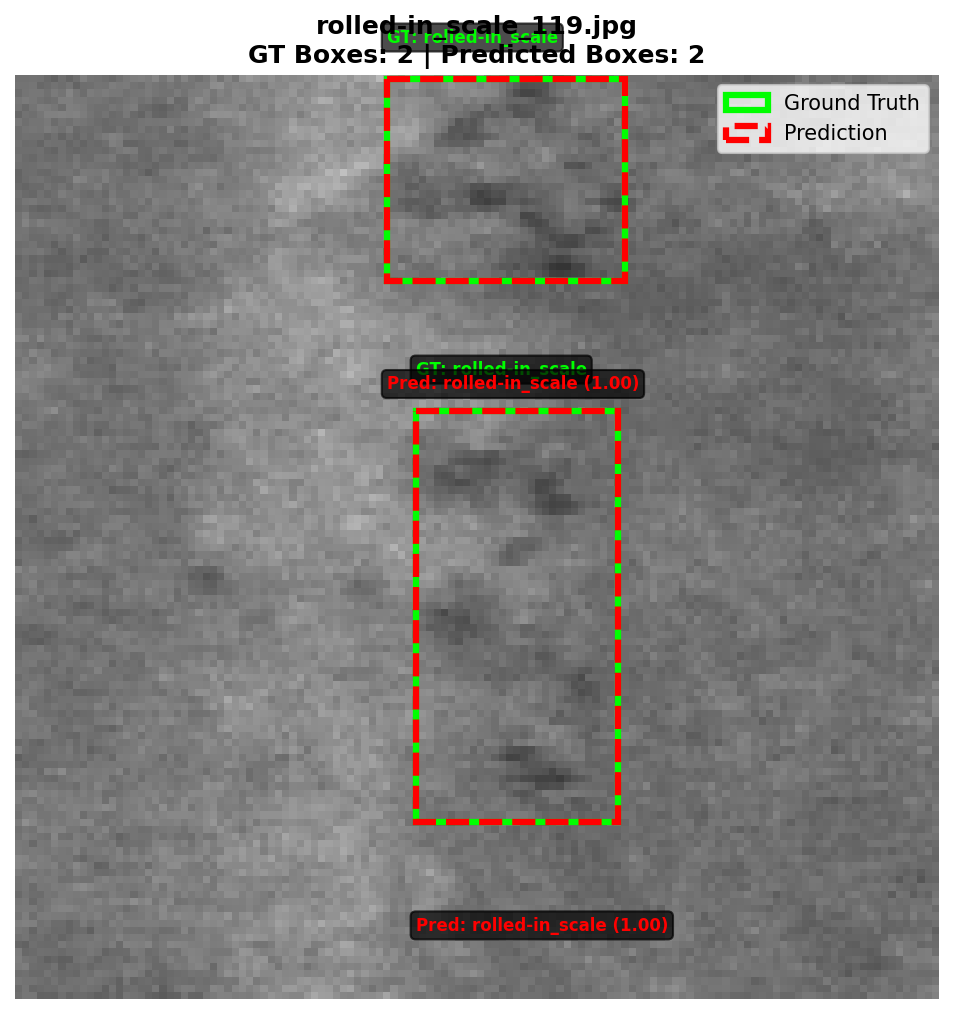 rolled-in_scale_119.jpg
GT: rolled-in_scale
GT Boxes: 2 | Predicted Boxes: 2
Ground Truth
Prediction
GT: rolled-in_scale
Pred: rolled-in_scale (1.00)
Pred: rolled-in_scale (1.00)